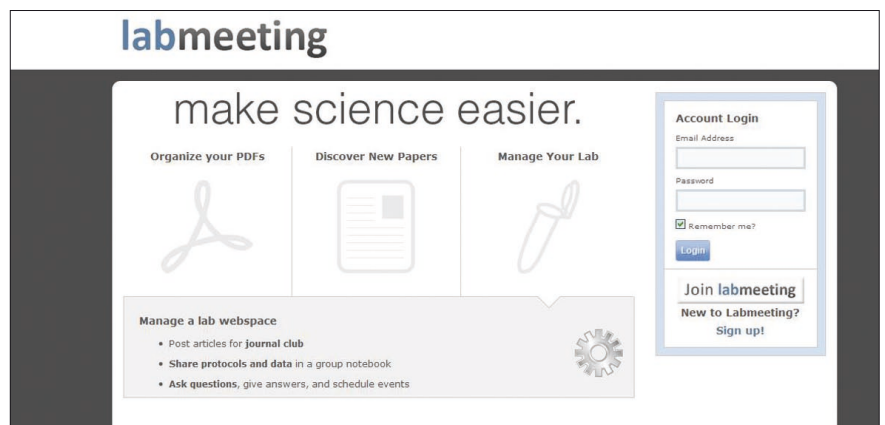 labmeeting
make science easier.
Organize your PDFs
Discover New Papers
Manage Your Lab
Manage a lab webspace
• Post articles for journal club
• Share protocols and data in a group notebook
• Ask questions, give answers, and schedule events
Account Login
Email Address
Password
Remember me?
Login
Join labmeeting
New to Labmeeting?
Sign up!